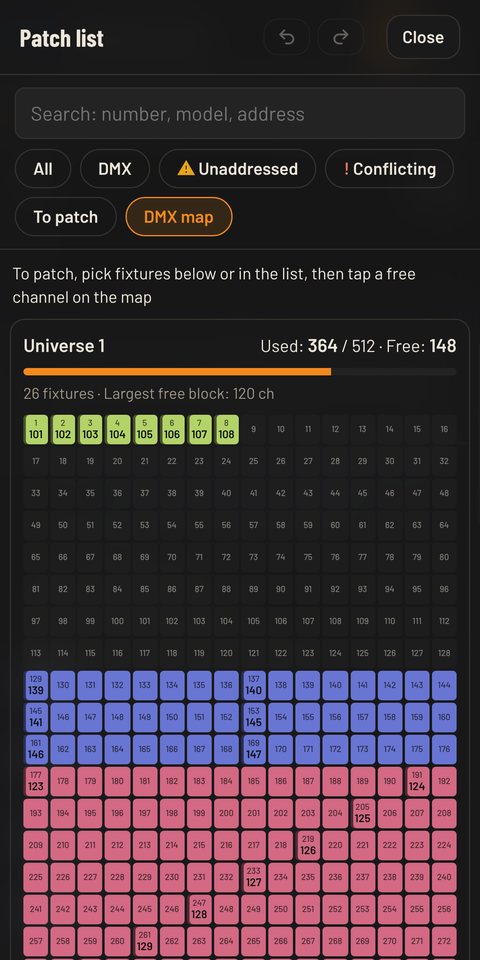 Patch list
Close
Search: number, model, address
All DMX Unaddressed ! Conflicting
To patch DMX map
To patch, pick fixtures below or in the list, then tap a free
channel on the map
Universe 1 Used: 364 / 512 · Free: 148
26 fixtures · Largest free block: 120 ch
1 2 3 4 5 6 7 8 9 10 11 12 13 14 15 16
101 102 103 104 105 106 107 108
17 18 19 20 21 22 23 24 25 26 27 28 29 30 31 32
33 34 35 36 37 38 39 40 41 42 43 44 45 46 47 48
49 50 51 52 53 54 55 56 57 58 59 60 61 62 63 64
65 66 67 68 69 70 71 72 73 74 75 76 77 78 79 80
81 82 83 84 85 86 87 88 89 90 91 92 93 94 95 96
97 98 99 100 101 102 103 104 105 106 107 108 109 110 111 112
113 114 115 116 117 118 119 120 121 122 123 124 125 126 127 128
129 130 131 132 133 134 135 136 137 138 139 140 141 142 143 144
139 140
145 146 147 148 149 150 151 152 153 154 155 156 157 158 159 160
141 145
161 162 163 164 165 166 167 168 169 170 171 172 173 174 175 176
146 147
177 178 179 180 181 182 183 184 185 186 187 188 189 190 191 192
123 124
193 194 195 196 197 198 199 200 201 202 203 204 205 206 207 208
125
209 210 211 212 213 214 215 216 217 218 219 220 221 222 223 224
126
225 226 227 228 229 230 231 232 233 234 235 236 237 238 239 240
127
241 242 243 244 245 246 247 248 249 250 251 252 253 254 255 256
128
257 258 259 260 261 262 263 264 265 266 267 268 269 270 271 272
129